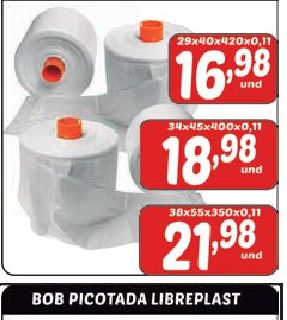 29x40x420x0,11
16,98
und
34x45x400x0,11
18,98
und
38x55x350x0,11
21,98
und
BOB PICOTADA LIBREPLAST